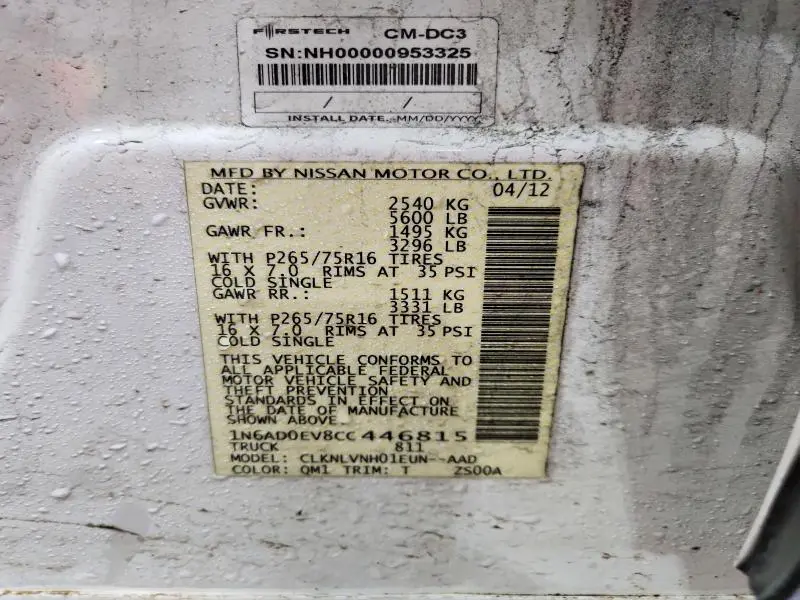 FIRSTECH CM-DC3
SN:NH00000953325
/ /
INSTALL DATE -MM/DD/YYYY
MFD BY NISSAN MOTOR CO., LTD.
DATE: 04/12
GVWR: 2540 KG
5600 LB
GAWR FR.: 1495 KG
3296 LB
WITH P265/75R16 TIRES
16 X 7.0 RIMS AT 35 PSI
COLD SINGLE
GAWR RR.: 1511 KG
3331 LB
WITH P265/75R16 TIRES
16 X 7.0 RIMS AT 35 PSI
COLD SINGLE
THIS VEHICLE CONFORMS TO
ALL APPLICABLE FEDERAL
MOTOR VEHICLE SAFETY AND
THEFT PREVENTION
STANDARDS IN EFFECT ON
THE DATE OF MANUFACTURE
SHOWN ABOVE.
1N6AD0EV8CC446815
TRUCK 811
MODEL: CLKNLVNH01EUN--AAD
COLOR: QM1 TRIM: T ZS00A